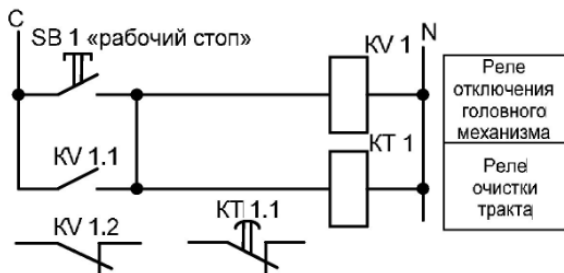 C
SB 1 «рабочий стоп»
KV 1
N
KV 1.1
KT 1
KV 1.2
KT 1.1
Реле
отключения
головного
механизма
Реле
очистки
тракта